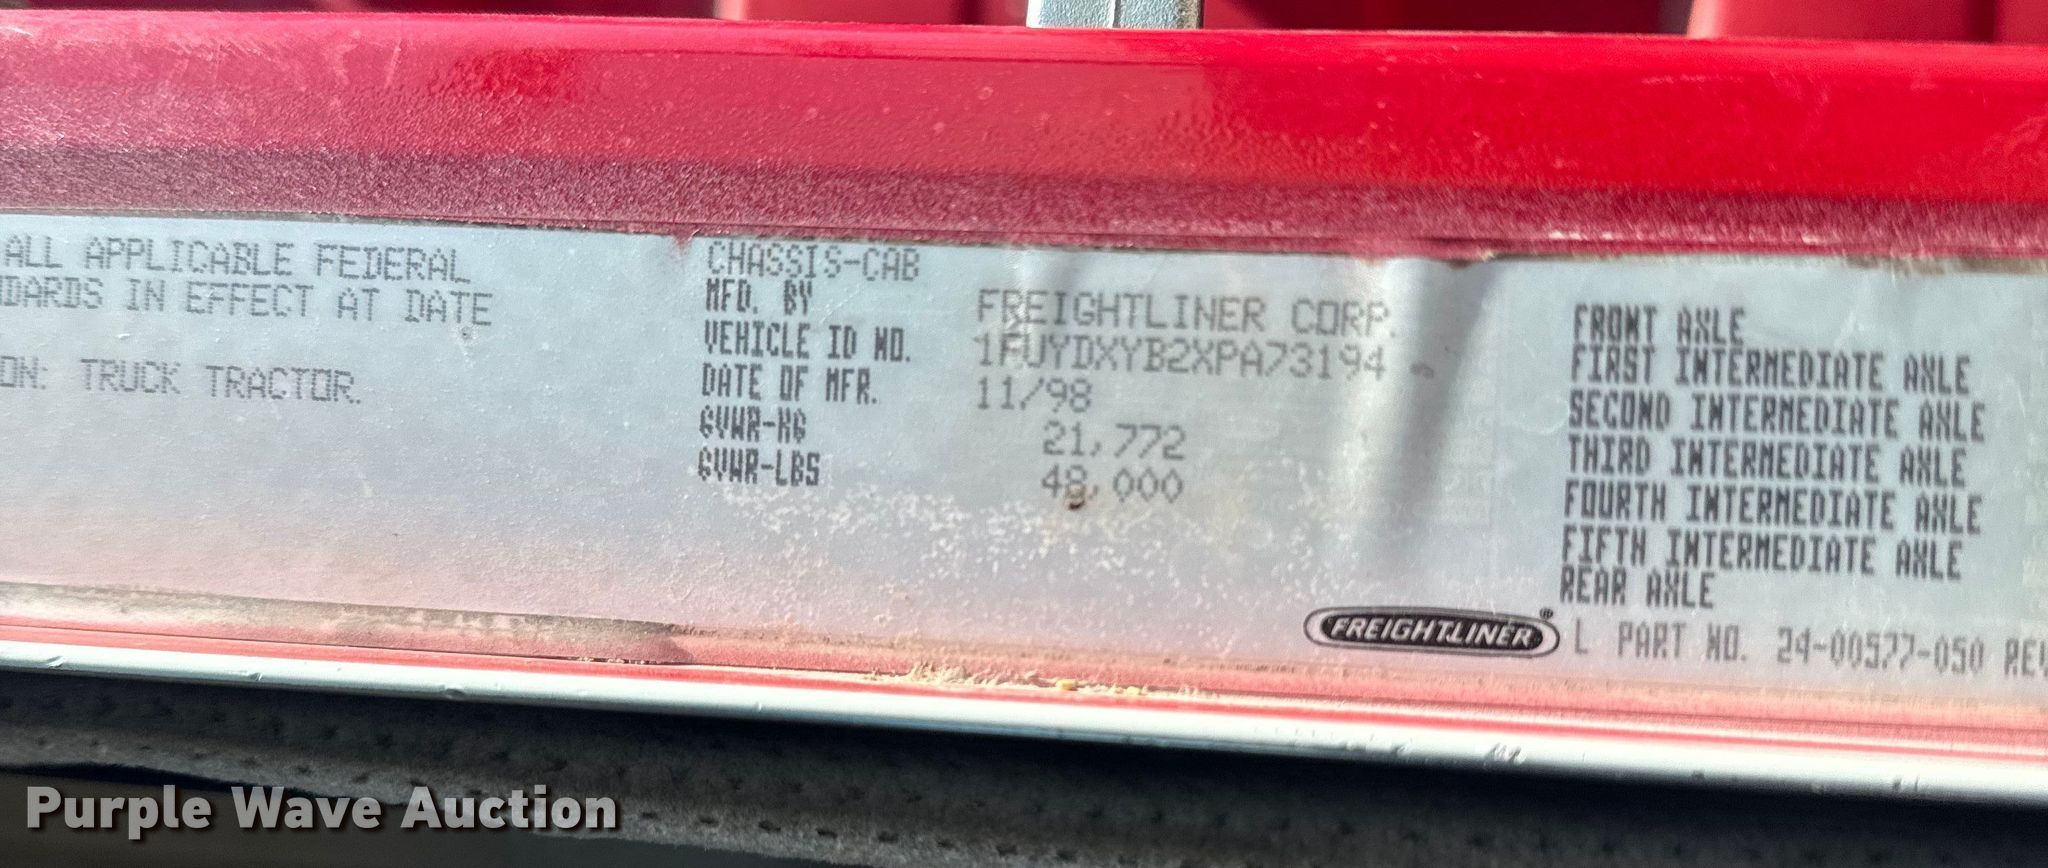 ALL APPLICABLE FEDERAL
DARDS IN EFFECT AT DATE
ON: TRUCK TRACTOR.
CHASSIS-CAB
MFD. BY FREIGHTLINER CORP.
VEHICLE ID NO. 1FUYDXYB2XPA73194
DATE OF MFR. 11/98
GVWR-KG 21,772
GVWR-LBS 48,000
FRONT AXLE
FIRST INTERMEDIATE AXLE
SECOND INTERMEDIATE AXLE
THIRD INTERMEDIATE AXLE
FOURTH INTERMEDIATE AXLE
FIFTH INTERMEDIATE AXLE
REAR AXLE
FREIGHTLINER® L PART NO. 24-00577-050 REV
Purple Wave Auction